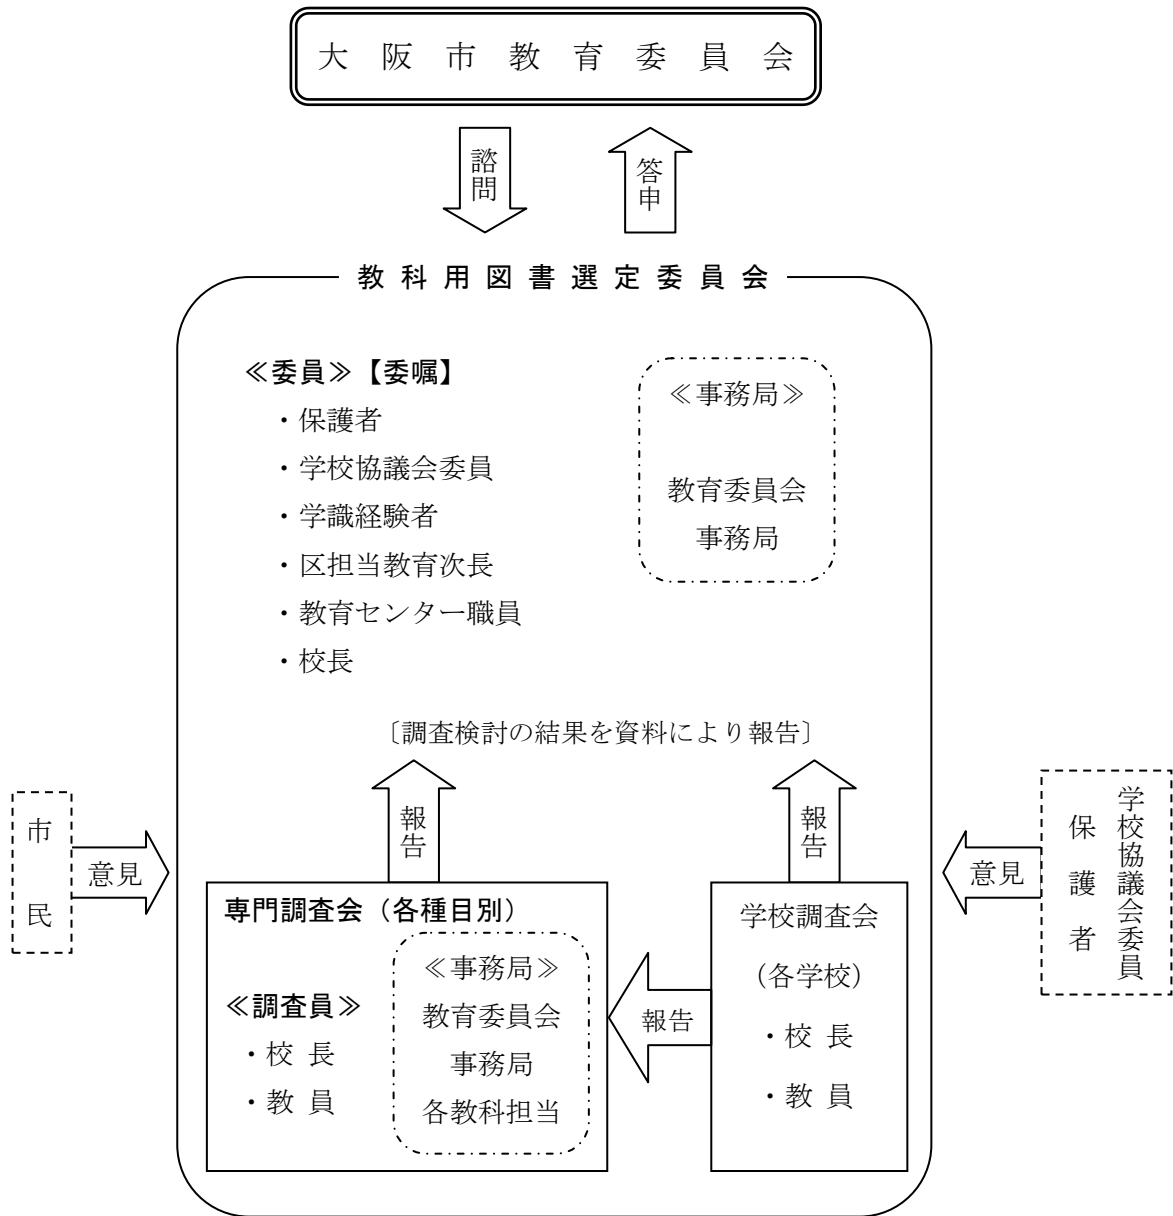 大阪市教育委員会
諮問
答申
教科用図書選定委員会
≪委員≫【委嘱】
・保護者
・学校協議会委員
・学識経験者
・区担当教育次長
・教育センター職員
・校長
≪事務局≫
教育委員会
事務局
〔調査検討の結果を資料により報告〕
報告
報告
市民
意見
意見
学校協議会委員
保護者
専門調査会（各種目別）
≪調査員≫
・校 長
・教 員
≪事務局≫
教育委員会
事務局
各教科担当
報告
学校調査会
（各学校）
・校 長
・教 員